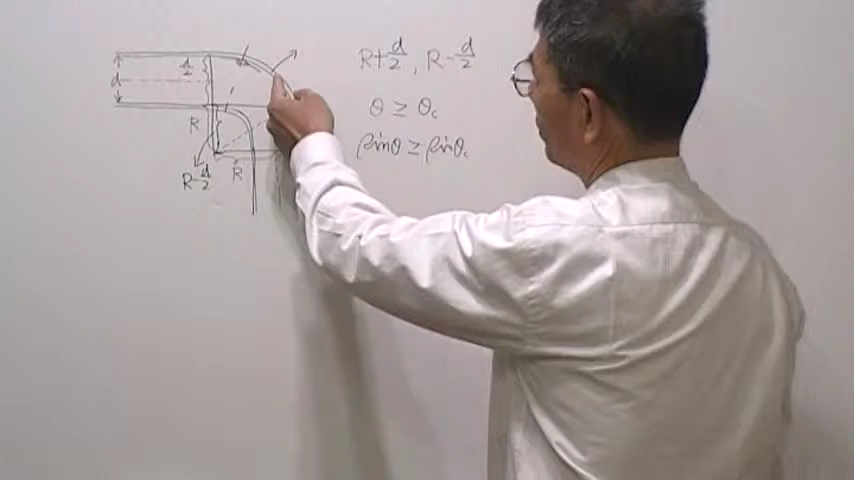 d/2
d
R
R-d/2
R
R+d/2, R-d/2
θ ≥ θc
sinθ ≥ sinθc